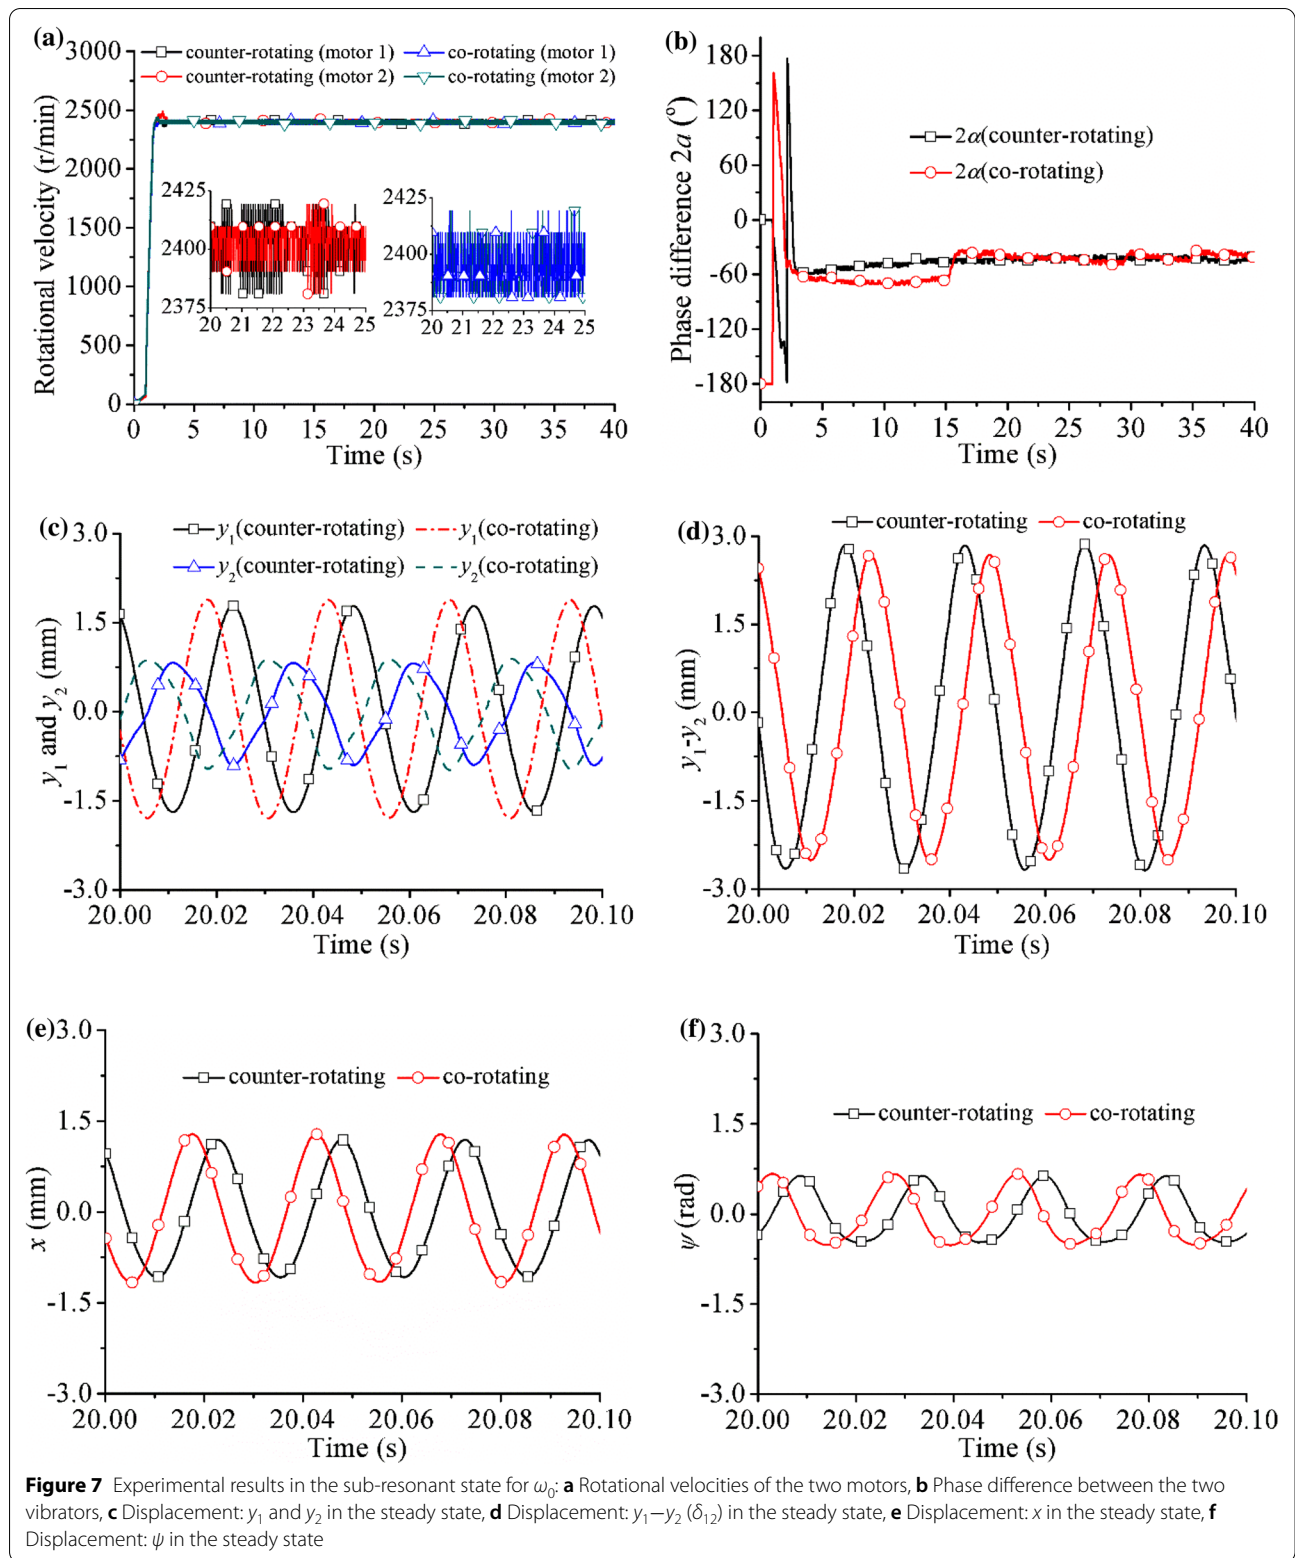 (a)
3000
2500
2000
1500
1000
500
0
Rotational velocity (r/min)
counter-rotating (motor 1)
co-rotating (motor 1)
counter-rotating (motor 2)
co-rotating (motor 2)
2425
2400
2375
20 21 22 23 24 25
2425
2400
2375
20 21 22 23 24 25
0 5 10 15 20 25 30 35 40
Time (s)
(b)
180
120
60
0
-60
-120
-180
Phase difference 2a (°)
2α(counter-rotating)
2α(co-rotating)
0 5 10 15 20 25 30 35 40
Time (s)
(c)
y1(counter-rotating)
y1(co-rotating)
y2(counter-rotating)
y2(co-rotating)
3.0
1.5
0.0
-1.5
-3.0
y1 and y2 (mm)
20.00 20.02 20.04 20.06 20.08 20.10
Time (s)
(d)
counter-rotating
co-rotating
3.0
1.5
0.0
-1.5
-3.0
y1-y2 (mm)
20.00 20.02 20.04 20.06 20.08 20.10
Time (s)
(e)
3.0
1.5
0.0
-1.5
-3.0
x (mm)
counter-rotating
co-rotating
20.00 20.02 20.04 20.06 20.08 20.10
Time (s)
(f)
3.0
1.5
0.0
-1.5
-3.0
ψ (rad)
counter-rotating
co-rotating
20.00 20.02 20.04 20.06 20.08 20.10
Time (s)
Figure 7 Experimental results in the sub-resonant state for ω0: a Rotational velocities of the two motors, b Phase difference between the two
vibrators, c Displacement: y1 and y2 in the steady state, d Displacement: y1−y2 (δ12) in the steady state, e Displacement: x in the steady state, f
Displacement: ψ in the steady state